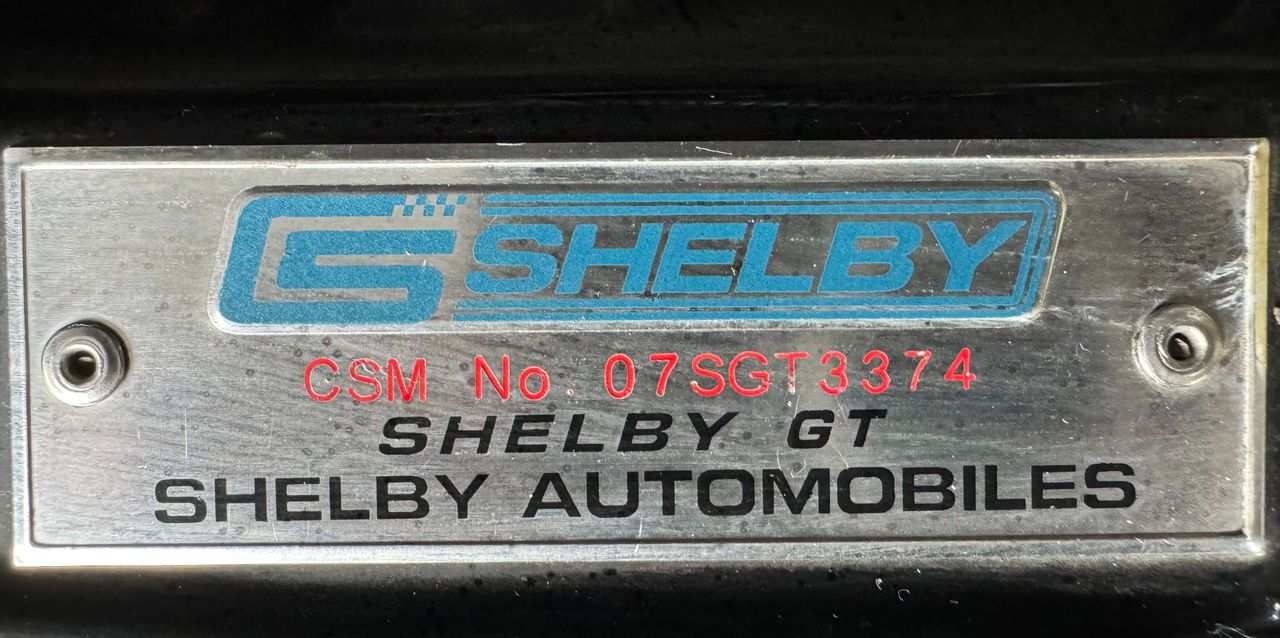 CS SHELBY
CSM No. 07SGT3374
SHELBY GT
SHELBY AUTOMOBILES